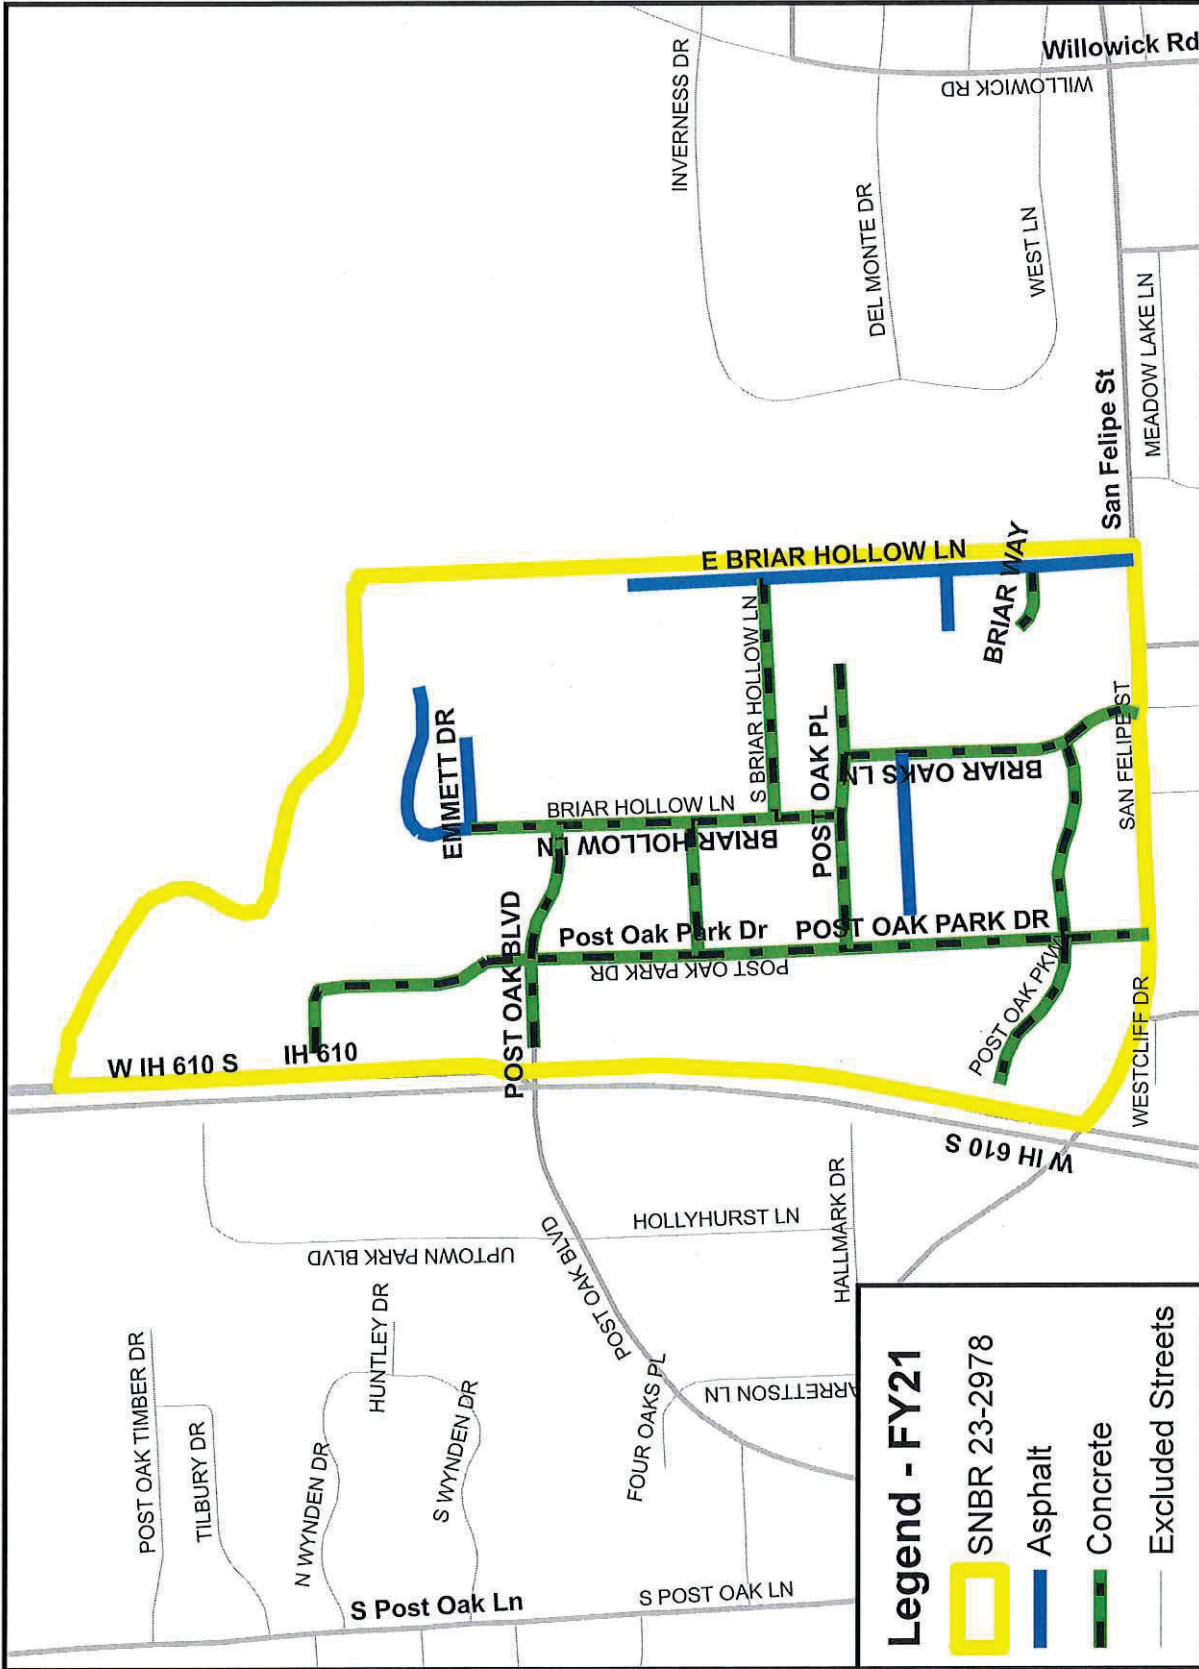 Willowick Rd
WILLOWICK RD
INVERNESS DR
DEL MONTE DR
WEST LN
San Felipe St
MEADOW LAKE LN
E BRIAR HOLLOW LN
BRIAR WAY
S BRIAR HOLLOW LN
POST OAK PL
BRIAR OAKS LN
SAN FELIPE ST
EMMETT DR
BRIAR HOLLOW LN
BRIAR HOLLOW LN
Post Oak Park Dr
POST OAK PARK DR
POST OAK PARK DR
POST OAK BLVD
POST OAK PKWY
WESTCLIFF DR
W IH 610 S
IH 610
W IH 610 S
HOLLYHURST LN
HALLMARK DR
UPTOWN PARK BLVD
POST OAK BLVD
HUNTLEY DR
POST OAK TIMBER DR
TILBURY DR
N WYNDEN DR
S WYNDEN DR
FOUR OAKS PL
ARRETTSON LN
S Post Oak Ln
S POST OAK LN
Legend - FY21
SNBR 23-2978
Asphalt
Concrete
Excluded Streets